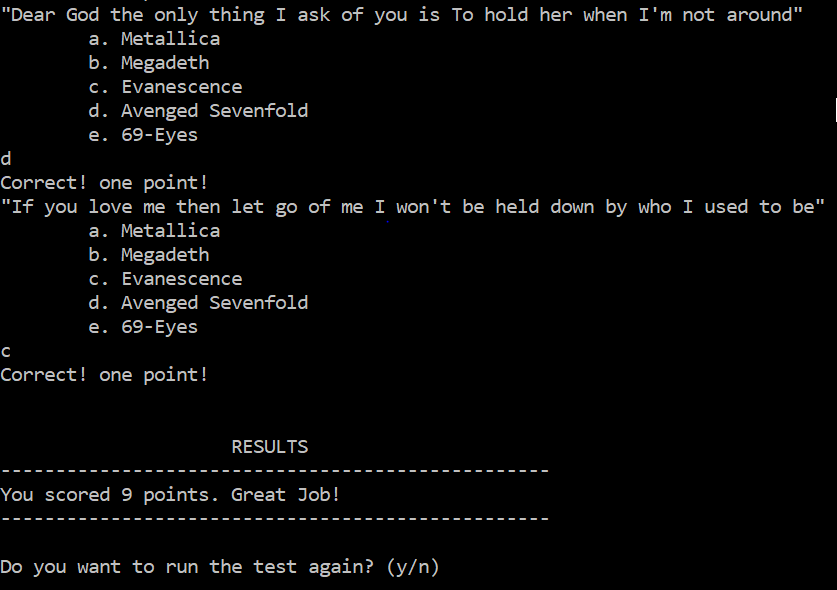 "Dear God the only thing I ask of you is To hold her when I'm not around"
a. Metallica
b. Megadeth
c. Evanescence
d. Avenged Sevenfold
e. 69-Eyes
d
Correct! one point!
"If you love me then let go of me I won't be held down by who I used to be"
a. Metallica
b. Megadeth
c. Evanescence
d. Avenged Sevenfold
e. 69-Eyes
c
Correct! one point!
RESULTS
--------------------------------------------------
You scored 9 points. Great Job!
--------------------------------------------------
Do you want to run the test again? (y/n)